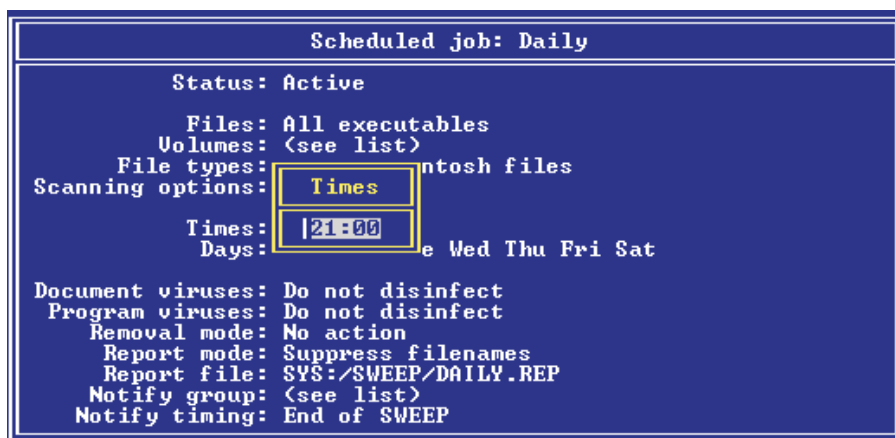 Scheduled job: Daily
Status: Active
Files: All executables
Volumes: (see list)
File types: ntosh files
Scanning options:
Times
Times: 21:00
Days: e Wed Thu Fri Sat
Document viruses: Do not disinfect
Program viruses: Do not disinfect
Removal mode: No action
Report mode: Suppress filenames
Report file: SYS:/SWEEP/DAILY.REP
Notify group: (see list)
Notify timing: End of SWEEP